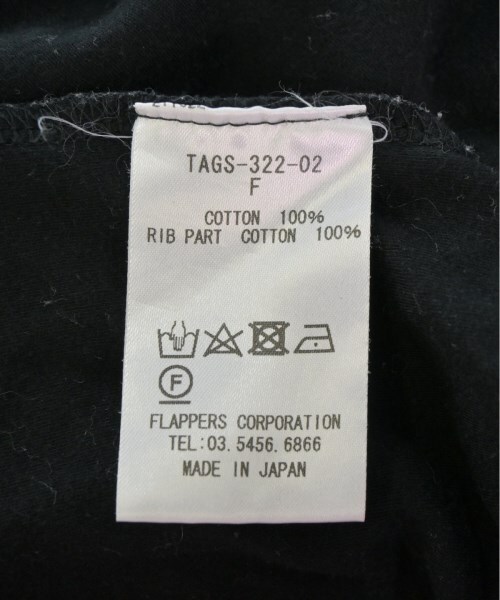 TAGS-322-02
F
COTTON 100%
RIB PART COTTON 100%
F
FLAPPERS CORPORATION
TEL:03.5456.6866
MADE IN JAPAN